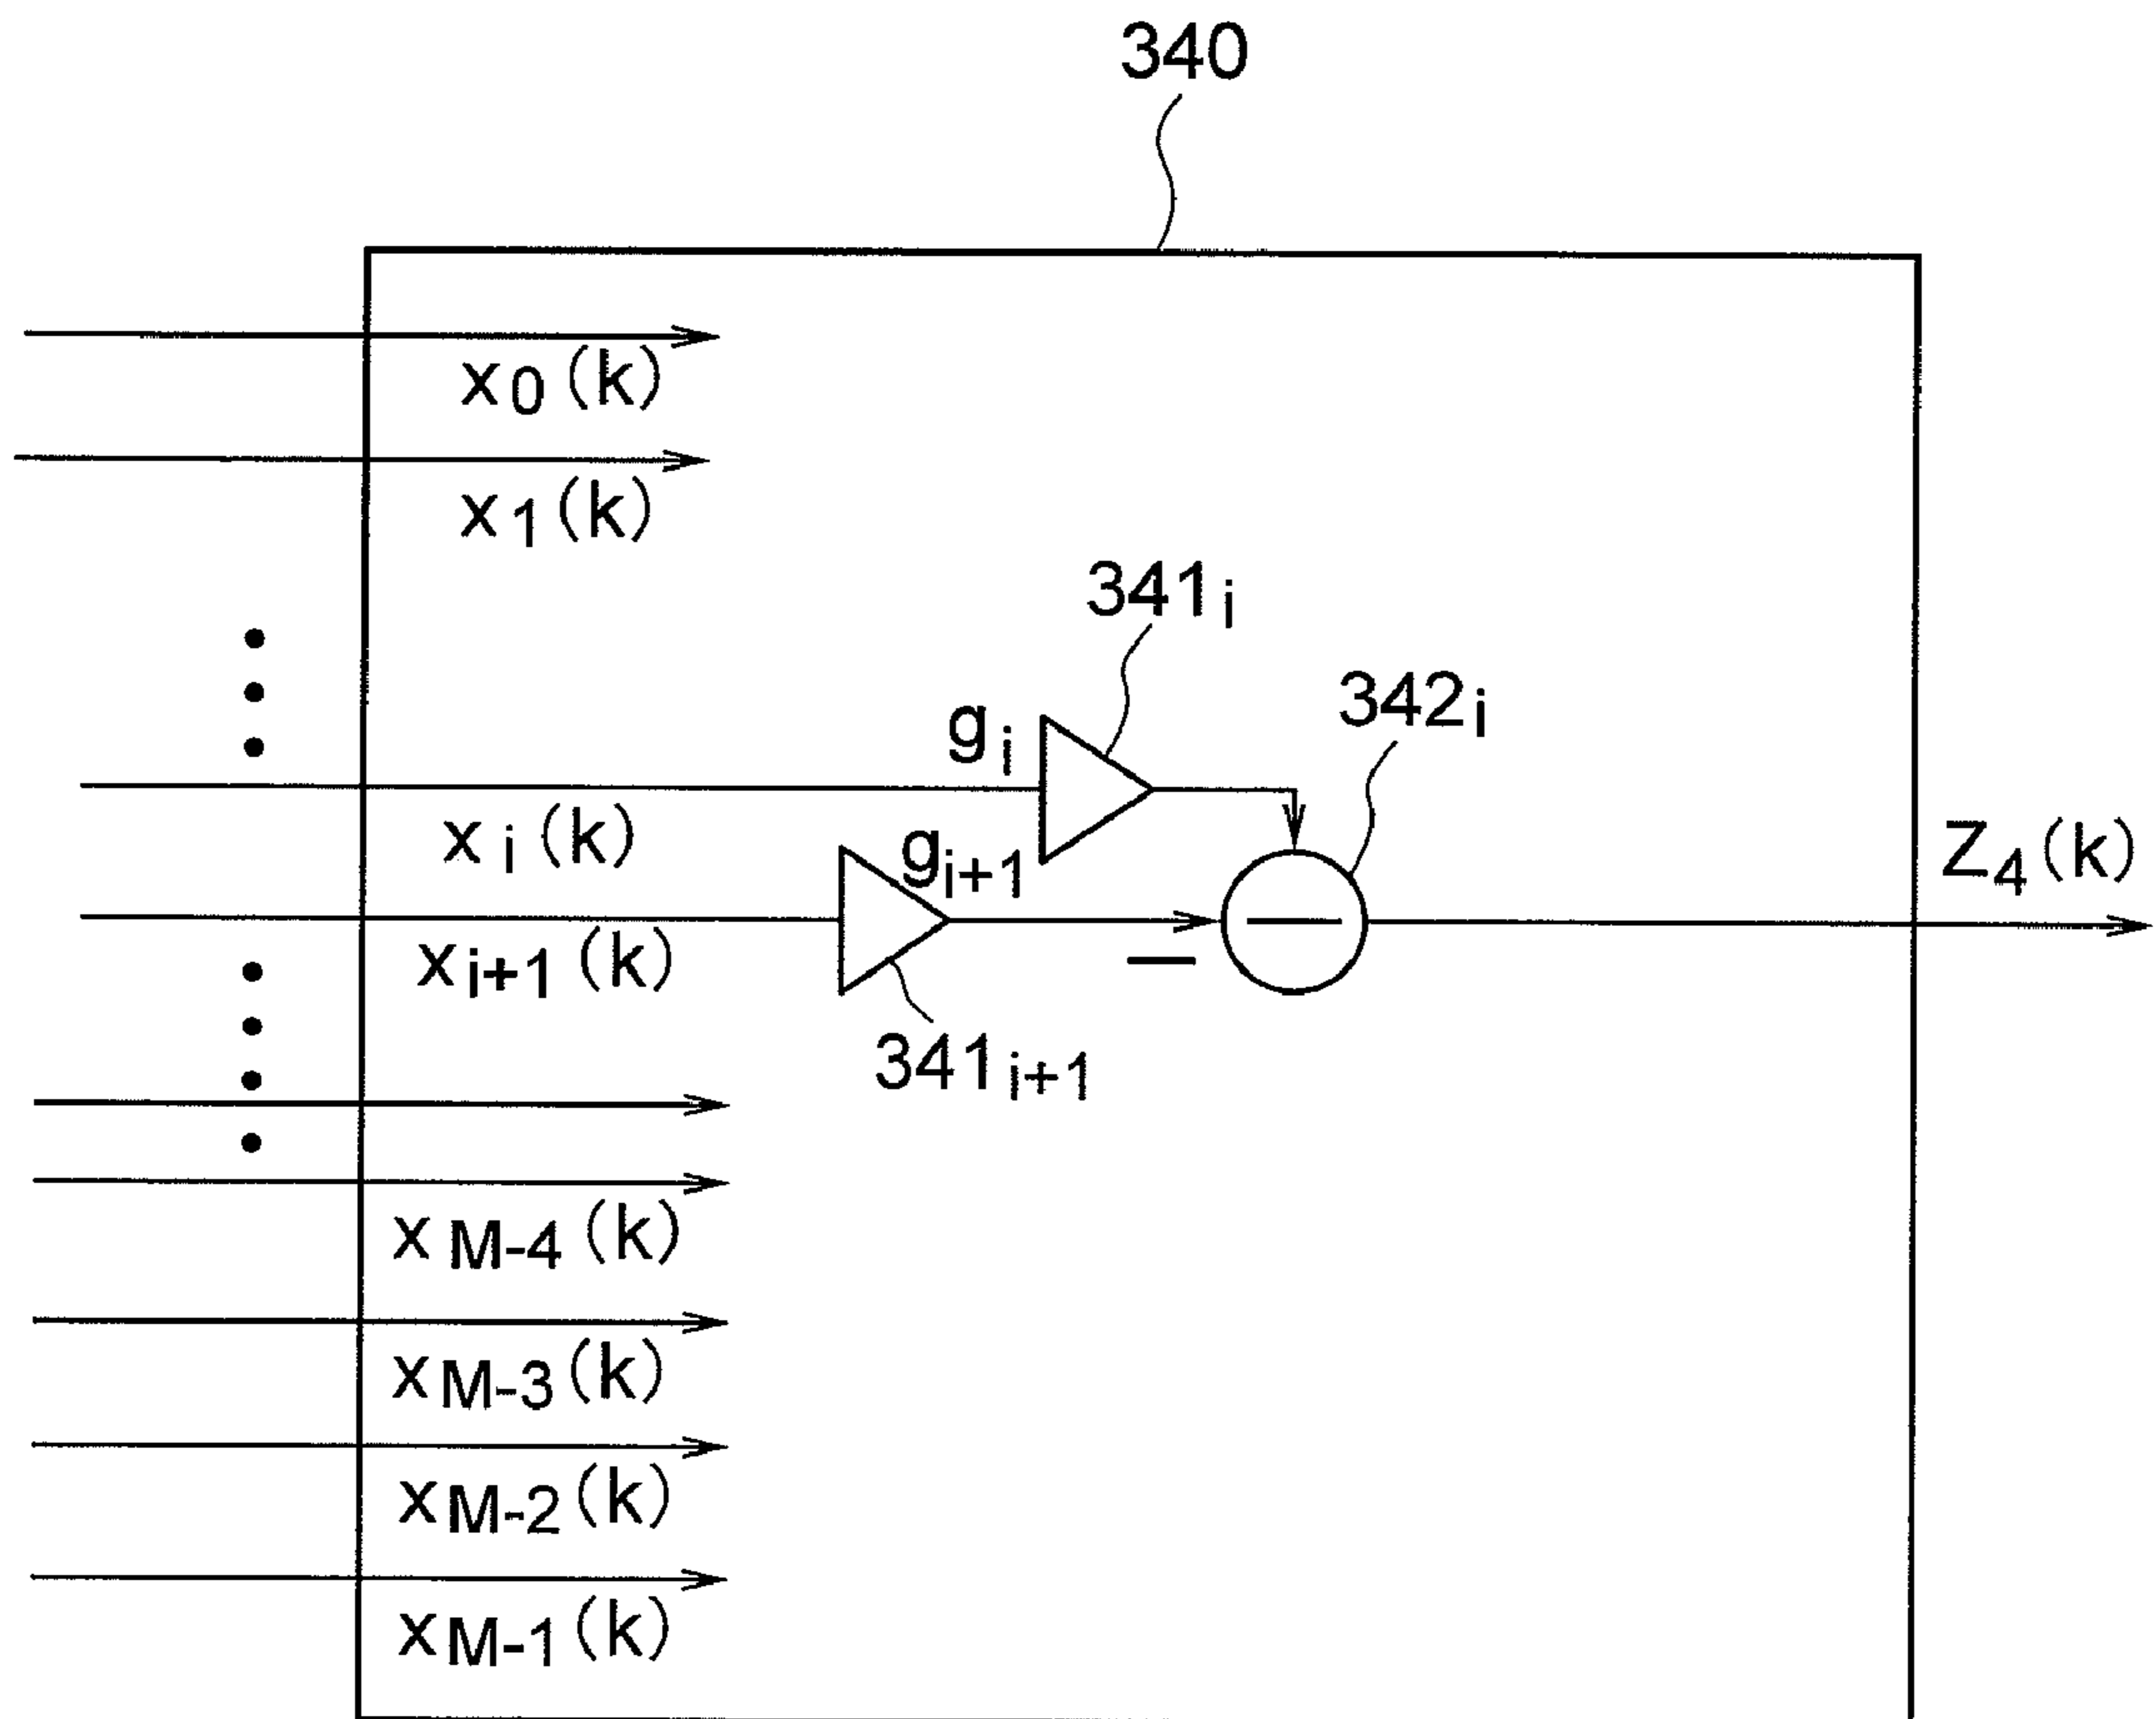 340
x0(k)
x1(k)
341i
gi
342i
xi(k)
gi+1
Z4(k)
xi+1(k)
341i+1
xM-4(k)
xM-3(k)
xM-2(k)
xM-1(k)